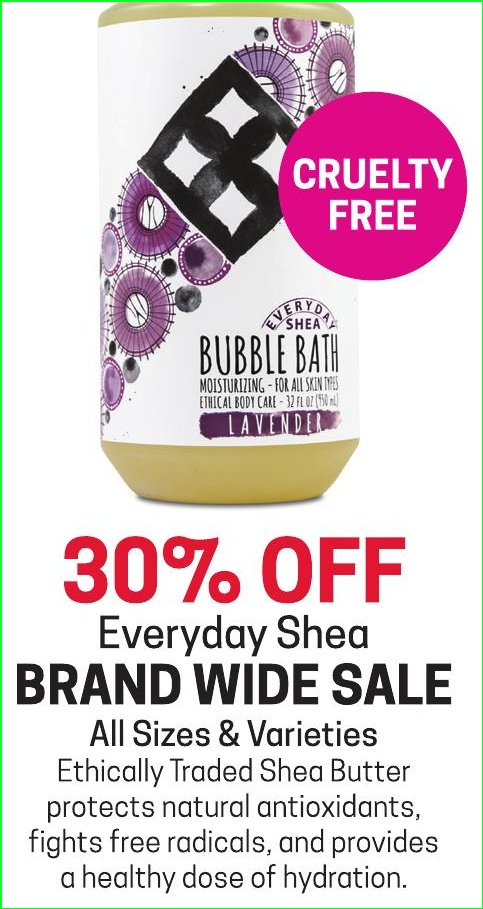 CRUELTY
FREE
EVERYDAY
SHEA
BUBBLE BATH
MOISTURIZING - FOR ALL SKIN TYPES
ETHICAL BODY CARE - 32 FL OZ (950 mL)
LAVENDER
30% OFF
Everyday Shea
BRAND WIDE SALE
All Sizes & Varieties
Ethically Traded Shea Butter
protects natural antioxidants,
fights free radicals, and provides
a healthy dose of hydration.